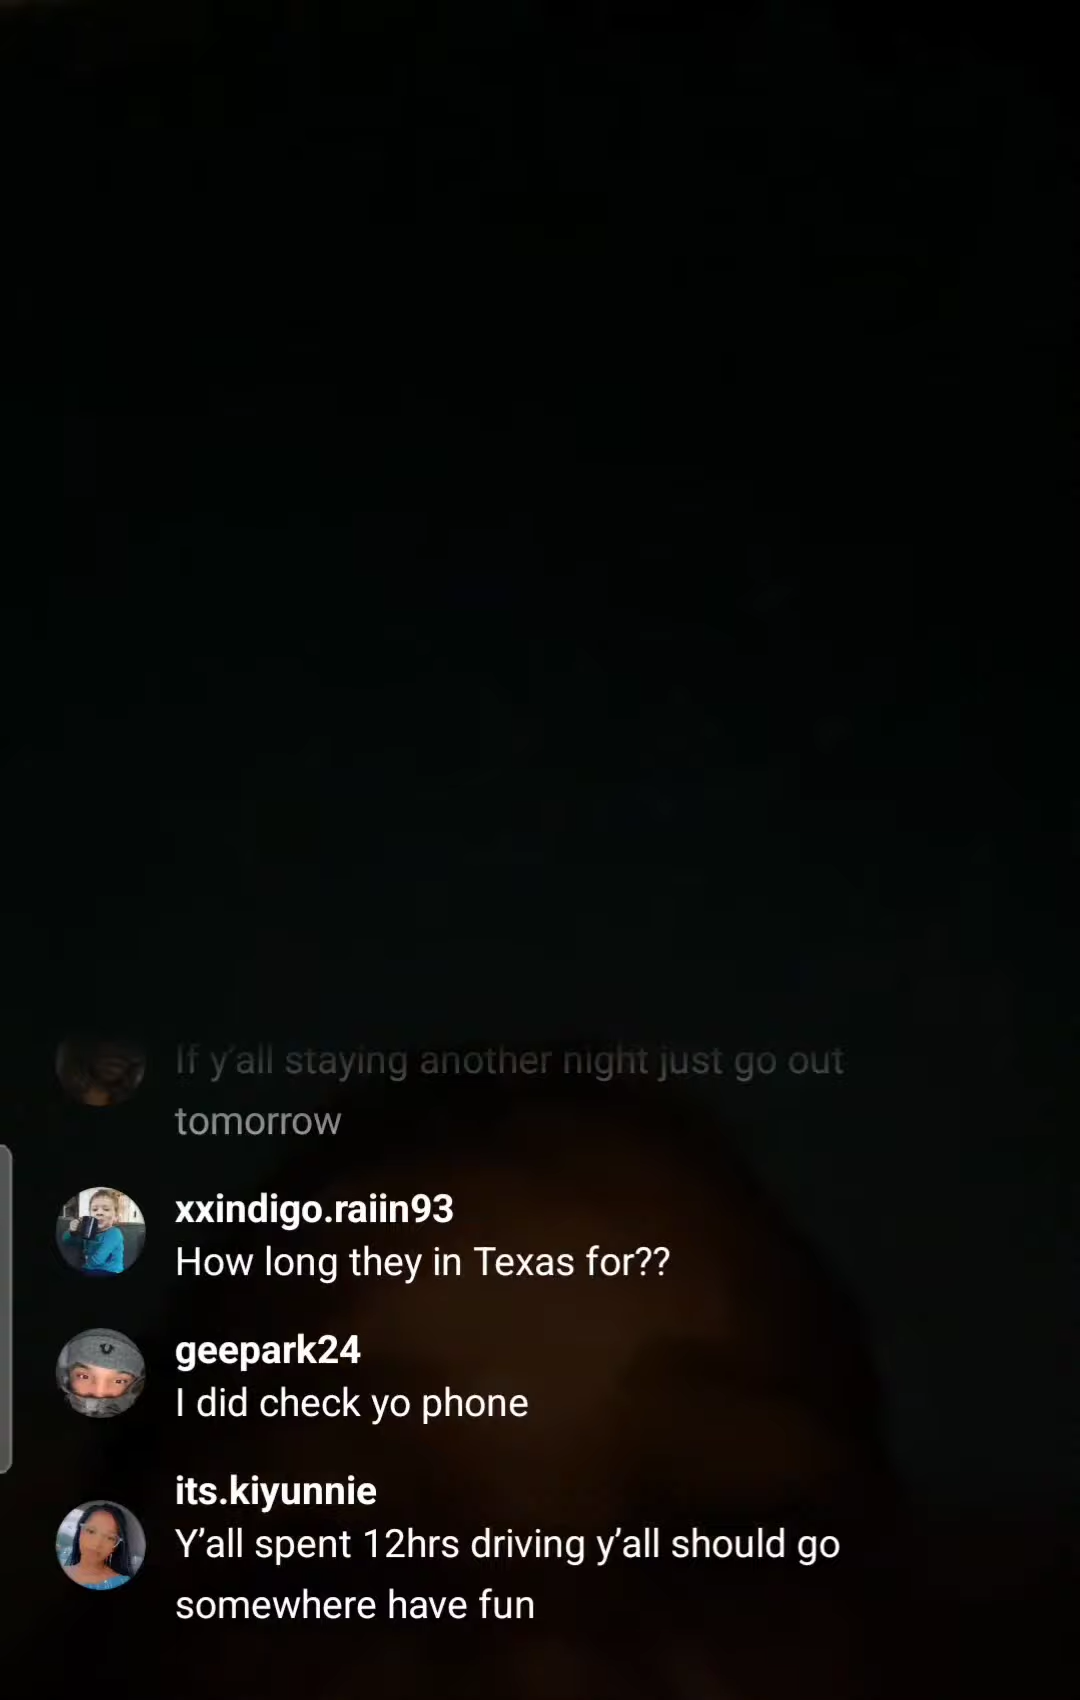 If y’all staying another night just go out
tomorrow
xxindigo.raiin93
How long they in Texas for??
geepark24
I did check yo phone
its.kiyunnie
Y’all spent 12hrs driving y’all should go
somewhere have fun